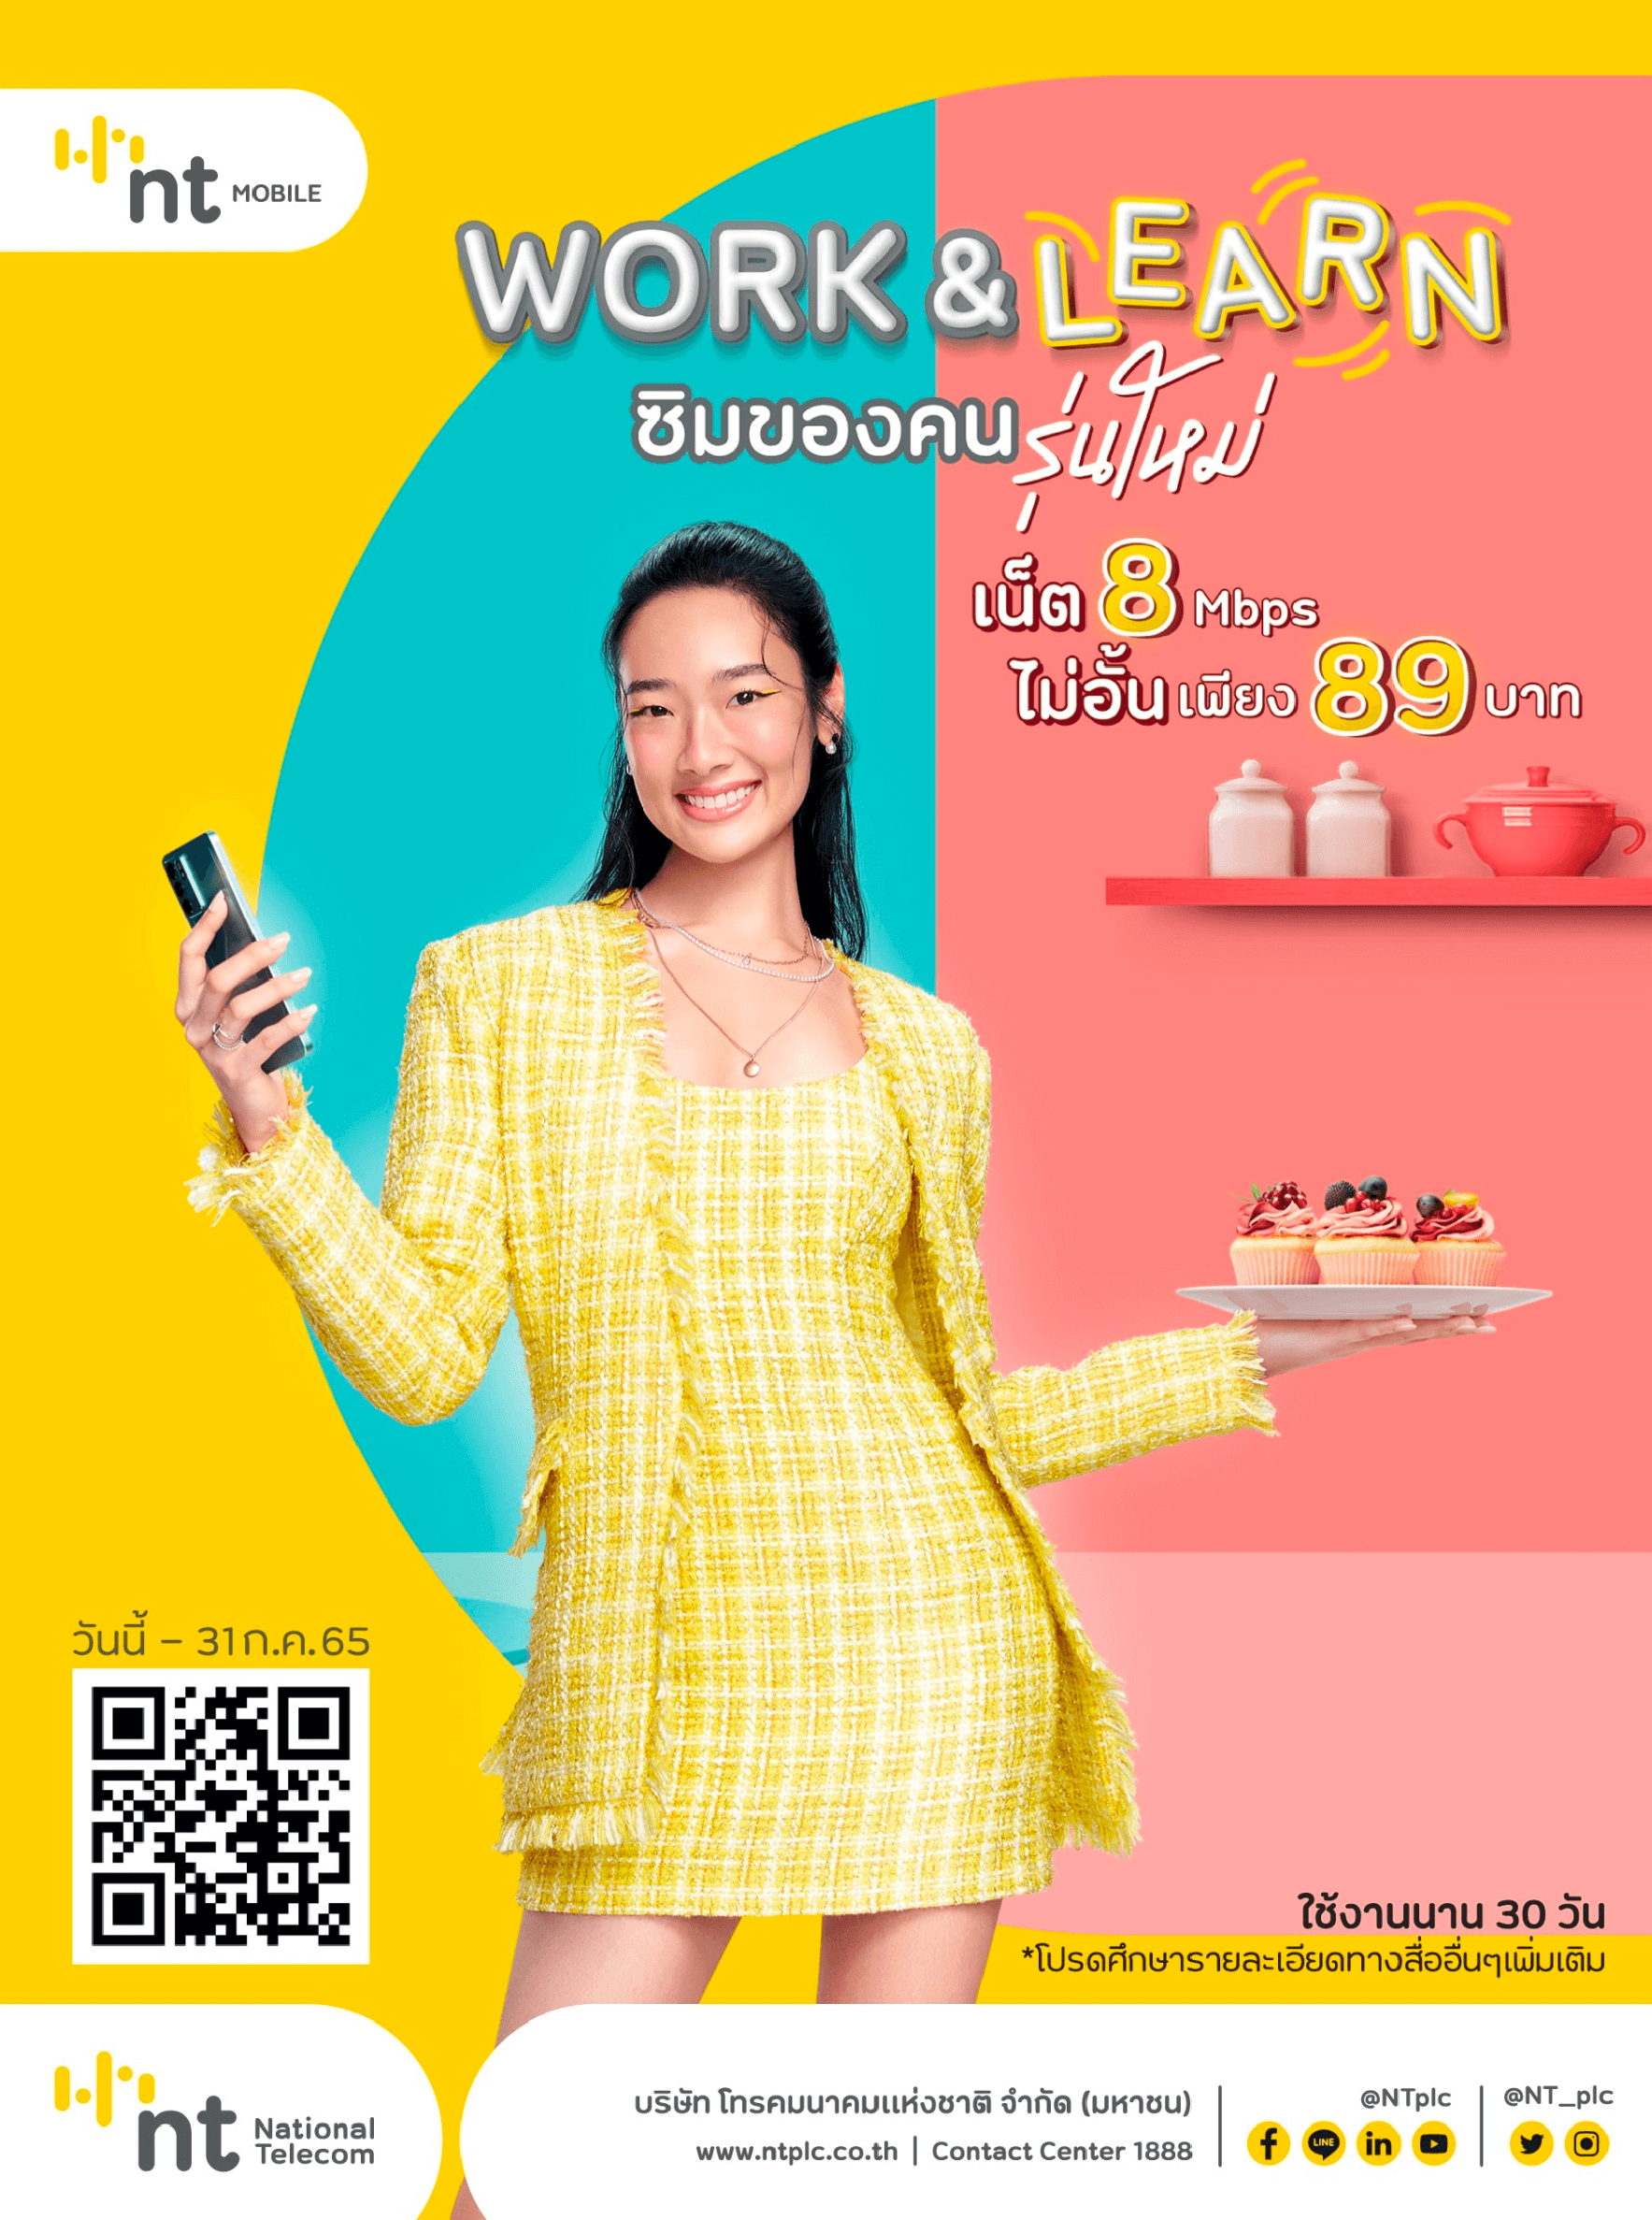 nt MOBILE
WORK & LEARN
ซิมของคนรุ่นใหม่
เน็ต 8 Mbps
ไม่อั้น เพียง 89 บาท
วันนี้ – 31 ก.ค. 65
ใช้งานนาน 30 วัน
*โปรดศึกษารายละเอียดทางสื่ออื่นๆเพิ่มเติม
nt National
Telecom
บริษัท โทรคมนาคมแห่งชาติ จำกัด (มหาชน)
www.ntplc.co.th | Contact Center 1888
@NTplc
LINE
@NT_plc